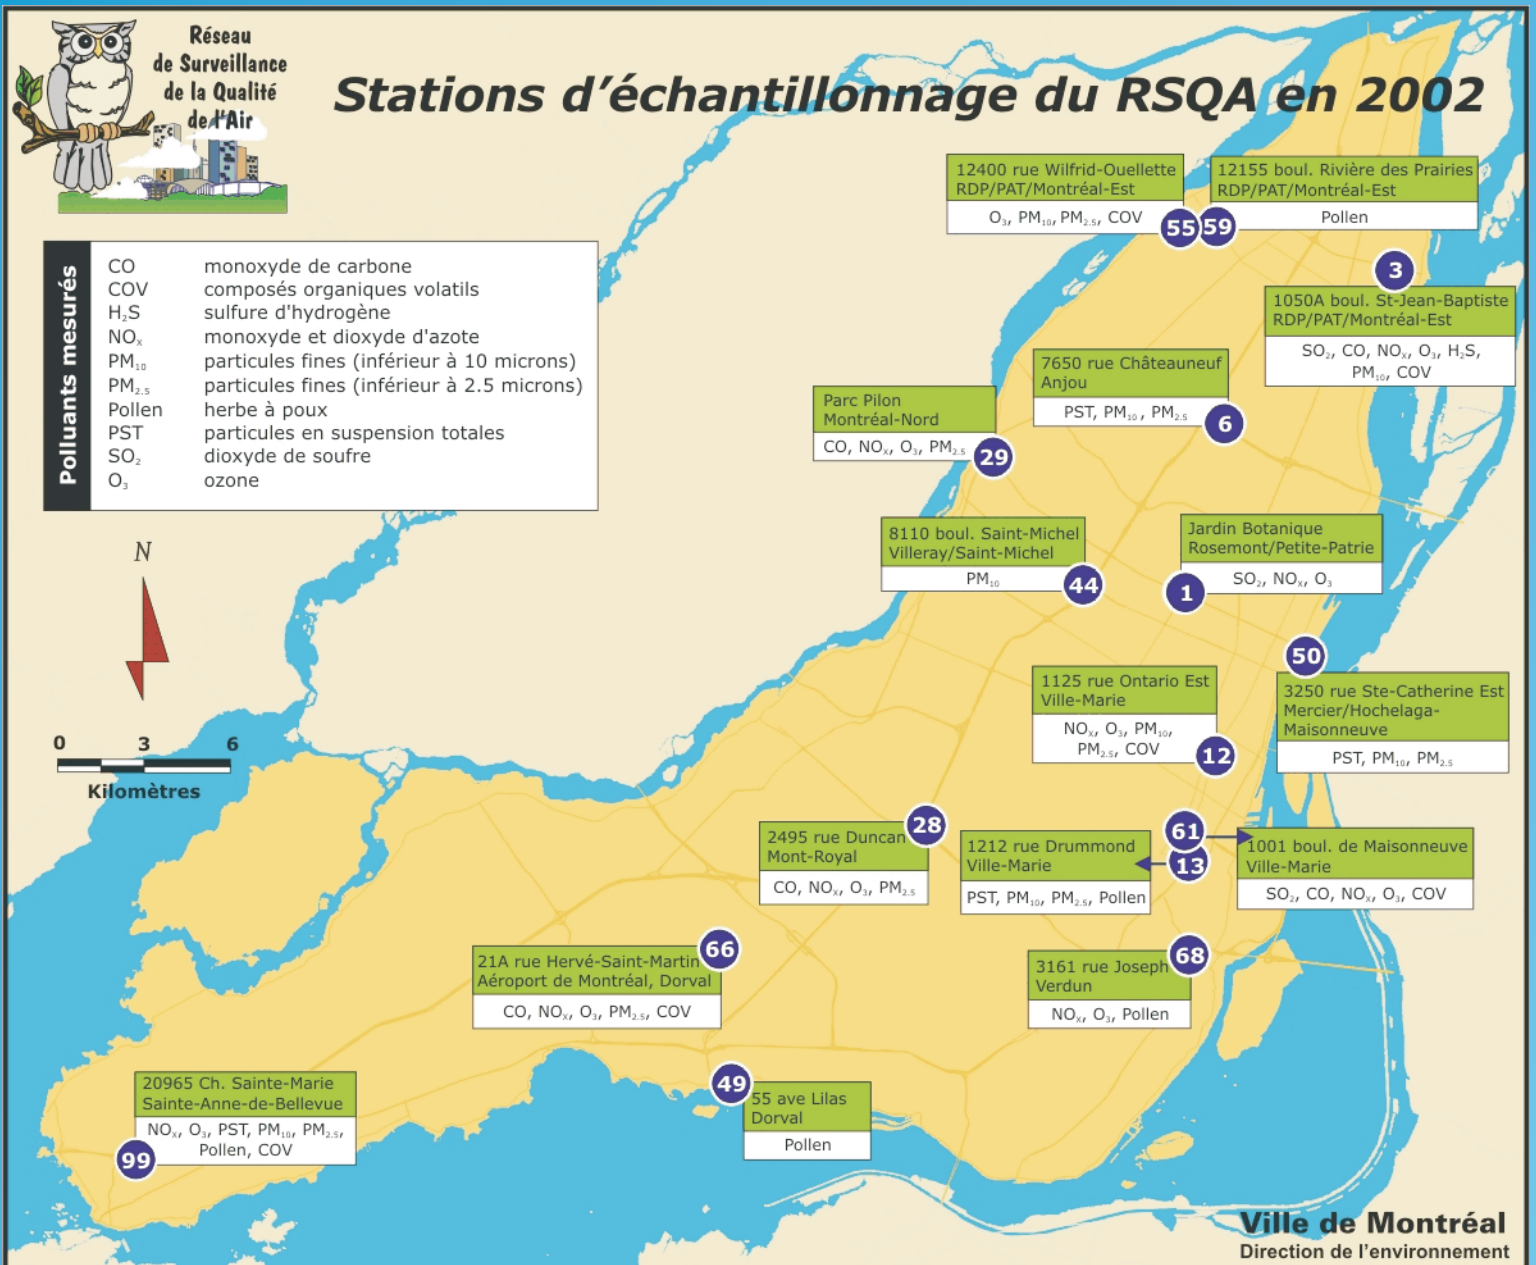 Réseau
de Surveillance
de la Qualité
de l'Air
Stations d'échantillonnage du RSQA en 2002
Polluants mesurés
CO monoxyde de carbone
COV composés organiques volatils
H₂S sulfure d'hydrogène
NOₓ monoxyde et dioxyde d'azote
PM₁₀ particules fines (inférieur à 10 microns)
PM₂.₅ particules fines (inférieur à 2.5 microns)
Pollen herbe à poux
PST particules en suspension totales
SO₂ dioxyde de soufre
O₃ ozone
12400 rue Wilfrid-Ouellette
RDP/PAT/Montréal-Est
O₃, PM₁₀, PM₂.₅, COV
55
12155 boul. Rivière des Prairies
RDP/PAT/Montréal-Est
Pollen
59
3
1050A boul. St-Jean-Baptiste
RDP/PAT/Montréal-Est
SO₂, CO, NOₓ, O₃, H₂S,
PM₁₀, COV
7650 rue Châteauneuf
Anjou
PST, PM₁₀, PM₂.₅
6
Parc Pilon
Montréal-Nord
CO, NOₓ, O₃, PM₂.₅
29
8110 boul. Saint-Michel
Villeray/Saint-Michel
PM₁₀
44
Jardin Botanique
Rosemont/Petite-Patrie
SO₂, NOₓ, O₃
1
N
0 3 6
Kilomètres
50
3250 rue Ste-Catherine Est
Mercier/Hochelaga-
Maisonneuve
PST, PM₁₀, PM₂.₅
1125 rue Ontario Est
Ville-Marie
NOₓ, O₃, PM₁₀,
PM₂.₅, COV
12
28
2495 rue Duncan
Mont-Royal
CO, NOₓ, O₃, PM₂.₅
1212 rue Drummond
Ville-Marie
PST, PM₁₀, PM₂.₅, Pollen
13
61
1001 boul. de Maisonneuve
Ville-Marie
SO₂, CO, NOₓ, O₃, COV
66
21A rue Hervé-Saint-Martin
Aéroport de Montréal, Dorval
CO, NOₓ, O₃, PM₂.₅, COV
68
3161 rue Joseph
Verdun
NOₓ, O₃, Pollen
49
55 ave Lilas
Dorval
Pollen
20965 Ch. Sainte-Marie
Sainte-Anne-de-Bellevue
NOₓ, O₃, PST, PM₁₀, PM₂.₅,
Pollen, COV
99
Ville de Montréal
Direction de l'environnement